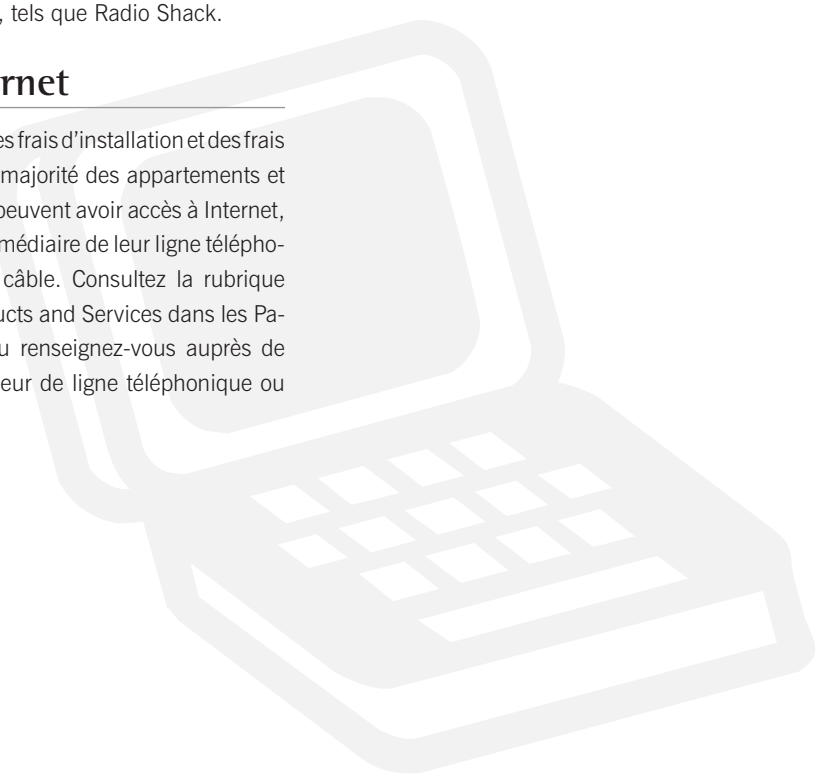 , tels que Radio Shack.
rnet
es frais d’installation et des frais
majorité des appartements et
peuvent avoir accès à Internet,
médiaire de leur ligne télépho-
câble. Consultez la rubrique
ucts and Services dans les Pa-
u renseignez-vous auprès de
eur de ligne téléphonique ou